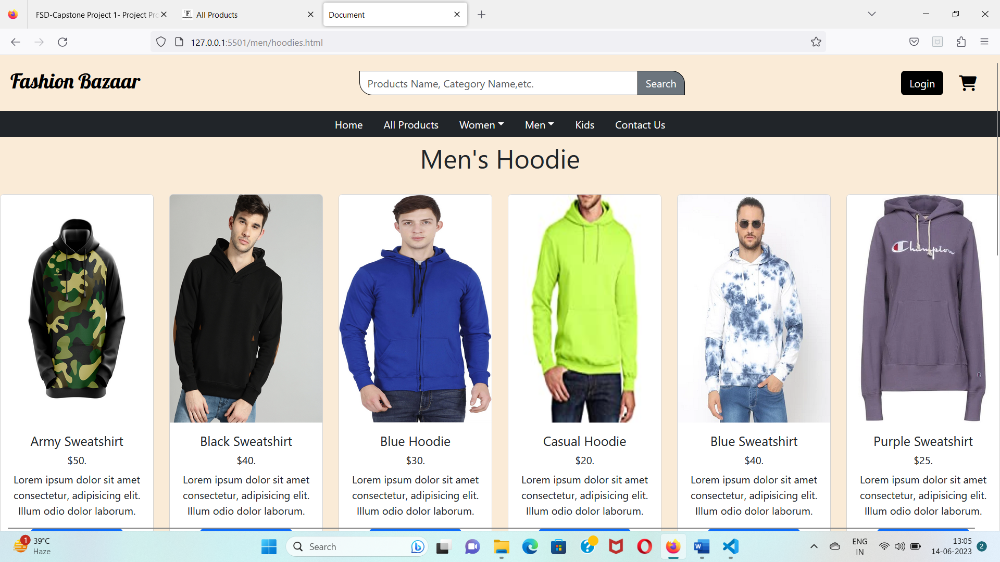 FSD-Capstone Project 1- Project Pro
All Products
Document
127.0.0.1:5501/men/hoodies.html
Fashion Bazaar
Products Name, Category Name,etc.
Search
Login
Home
All Products
Women
Men
Kids
Contact Us
Men's Hoodie
Champion
Army Sweatshirt
$50.
Lorem ipsum dolor sit amet
consectetur, adipisicing elit.
Illum odio dolor laborum.
Black Sweatshirt
$40.
Lorem ipsum dolor sit amet
consectetur, adipisicing elit.
Illum odio dolor laborum.
Blue Hoodie
$30.
Lorem ipsum dolor sit amet
consectetur, adipisicing elit.
Illum odio dolor laborum.
Casual Hoodie
$20.
Lorem ipsum dolor sit amet
consectetur, adipisicing elit.
Illum odio dolor laborum.
Blue Sweatshirt
$40.
Lorem ipsum dolor sit amet
consectetur, adipisicing elit.
Illum odio dolor laborum.
Purple Sweatshirt
$25.
Lorem ipsum dolor sit amet
consectetur, adipisicing elit.
Illum odio dolor laborum.
1
39°C
Haze
Search
ENG
IN
13:05
14-06-2023
2